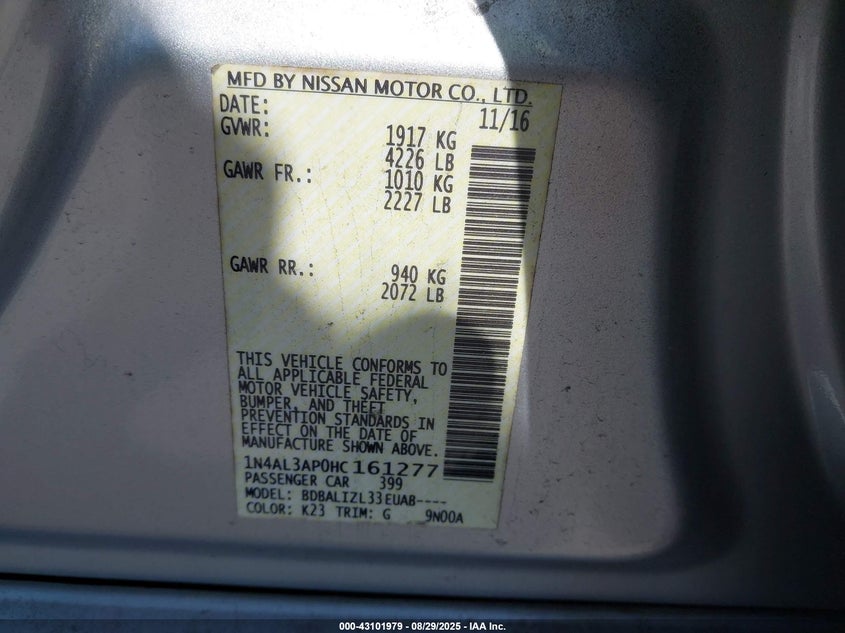 MFD BY NISSAN MOTOR CO., LTD.
DATE: 11/16
GVWR: 1917 KG
4226 LB
GAWR FR.: 1010 KG
2227 LB
GAWR RR.: 940 KG
2072 LB
THIS VEHICLE CONFORMS TO
ALL APPLICABLE FEDERAL
MOTOR VEHICLE SAFETY,
BUMPER, AND THEFT
PREVENTION STANDARDS IN
EFFECT ON THE DATE OF
MANUFACTURE SHOWN ABOVE.
1N4AL3AP0HC161277
PASSENGER CAR 399
MODEL: BDBALIZL33EUAB----
COLOR: K23 TRIM: G 9N00A
000-43101979 - 08/29/2025 - IAA Inc.